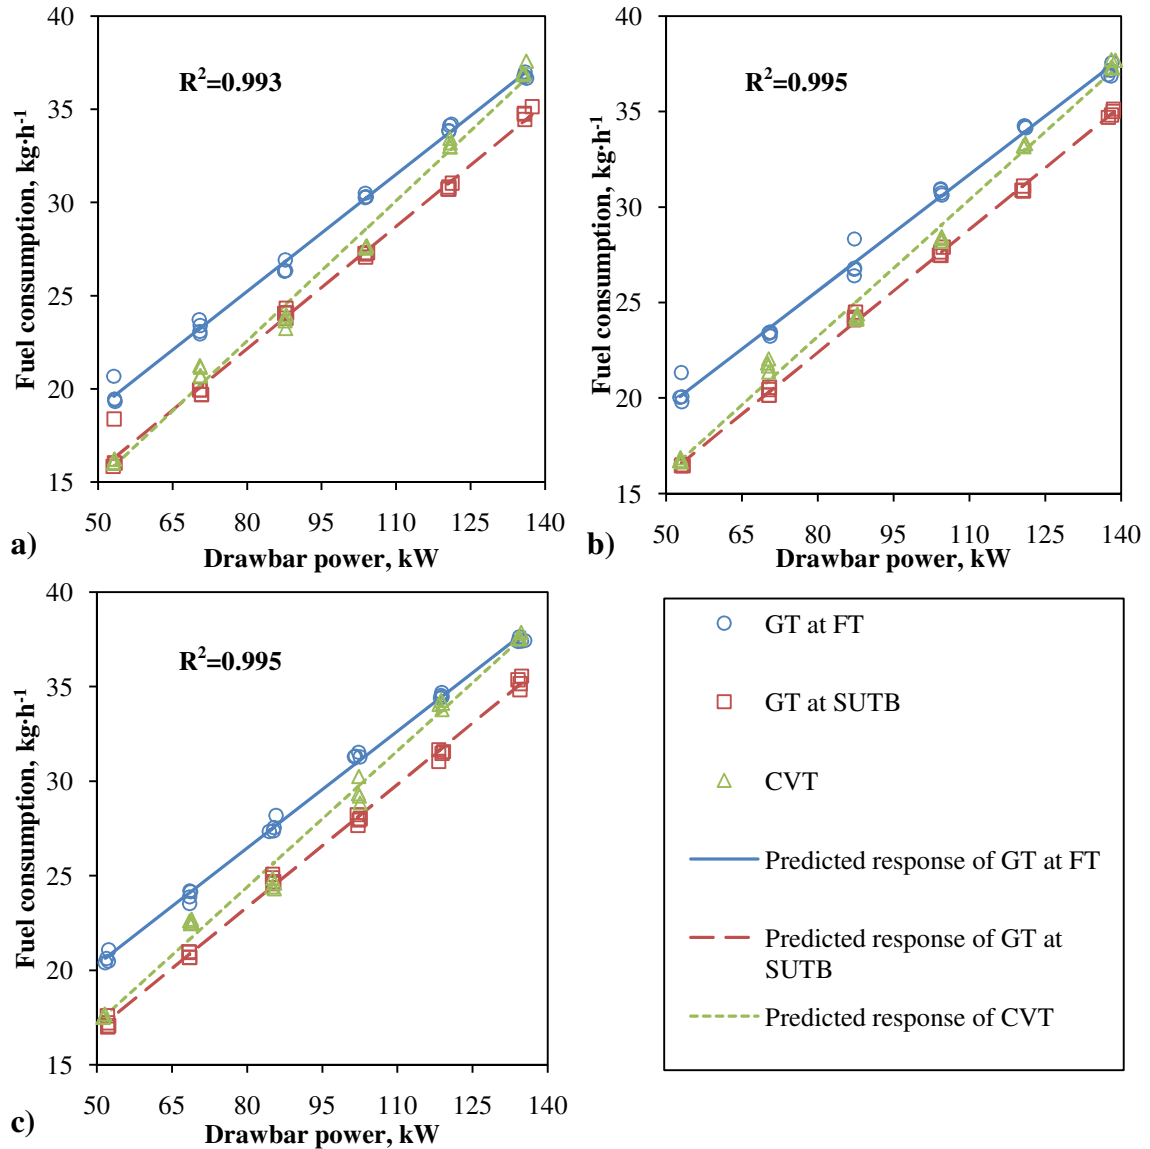 40
35
30
25
20
15
Fuel consumption, kg·h⁻¹
R²=0.993
50 65 80 95 110 125 140
Drawbar power, kW
a)
40
35
30
25
20
15
Fuel consumption, kg·h⁻¹
R²=0.995
50 65 80 95 110 125 140
Drawbar power, kW
b)
40
35
30
25
20
15
Fuel consumption, kg·h⁻¹
R²=0.995
50 65 80 95 110 125 140
Drawbar power, kW
c)
GT at FT
GT at SUTB
CVT
Predicted response of GT at FT
Predicted response of GT at
SUTB
Predicted response of CVT